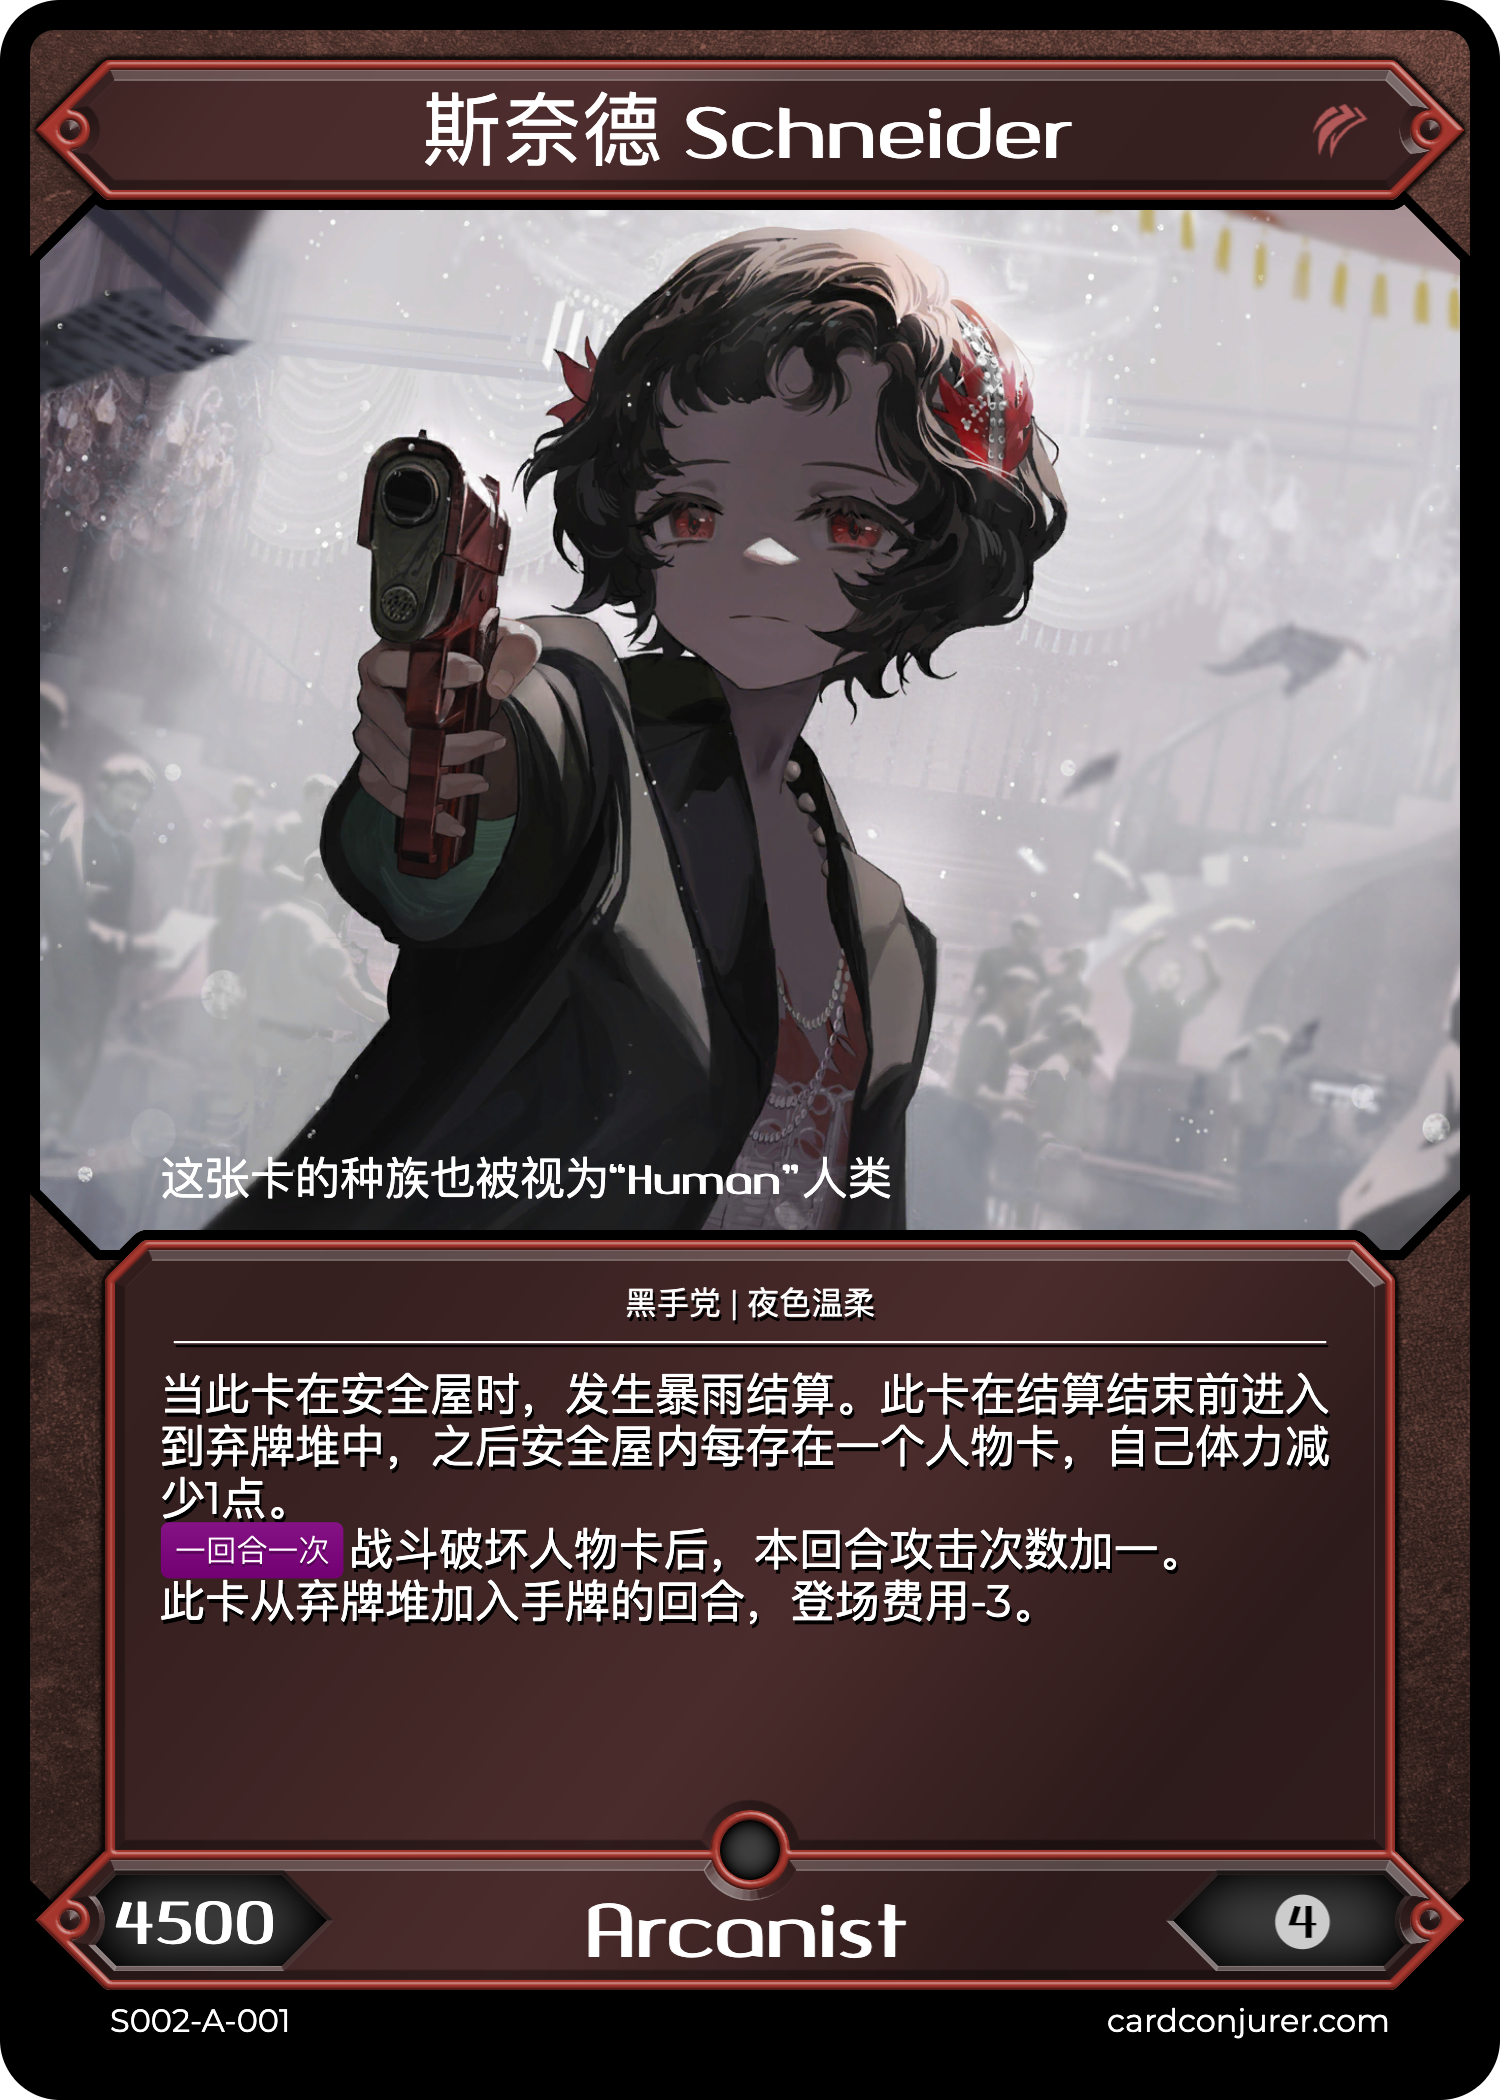 斯奈德 Schneider
这张卡的种族也被视为“Human”人类
黑手党 | 夜色温柔
当此卡在安全屋时，发生暴雨结算。此卡在结算结束前进入
到弃牌堆中，之后安全屋内每存在一个人物卡，自己体力减
少1点。
一回合一次 战斗破坏人物卡后，本回合攻击次数加一。
此卡从弃牌堆加入手牌的回合，登场费用-3。
4500
Arcanist
4
S002-A-001
cardconjurer.com